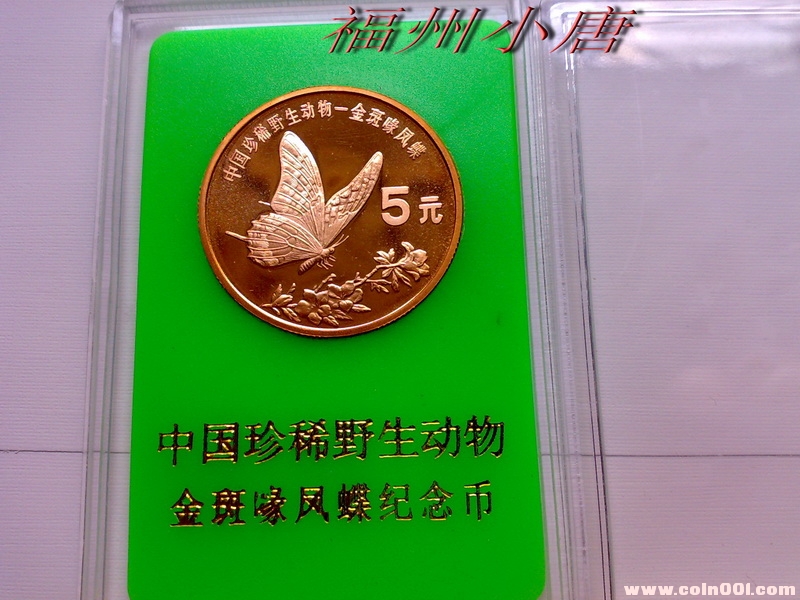 福州小唐
中国珍稀野生动物—金斑喙凤蝶
5元
中国珍稀野生动物
金斑喙凤蝶纪念币
www.coin001.com